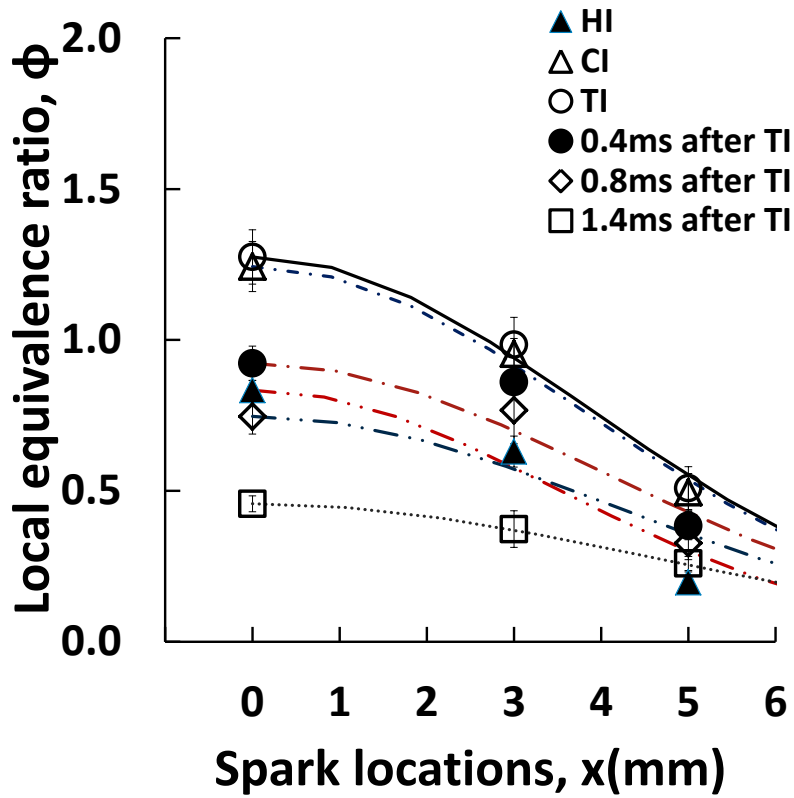 Local equivalence ratio, ϕ
2.0
1.5
1.0
0.5
0.0
HI
CI
TI
0.4ms after TI
0.8ms after TI
1.4ms after TI
0 1 2 3 4 5 6
Spark locations, x(mm)